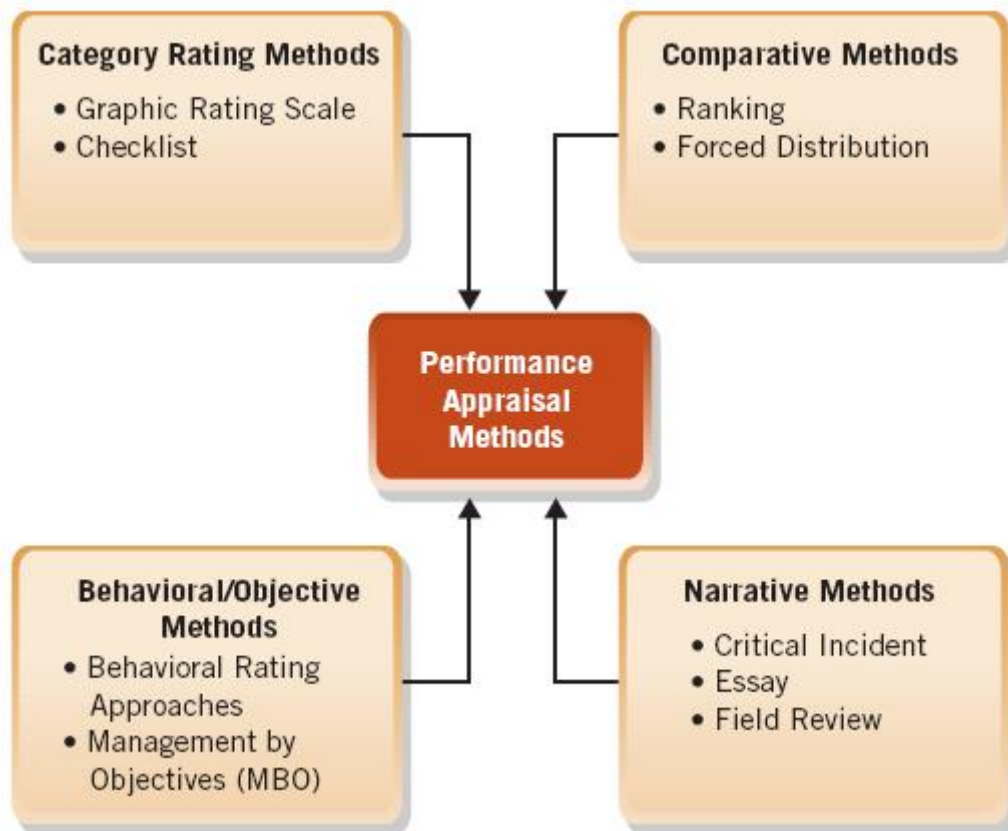 Category Rating Methods
• Graphic Rating Scale
• Checklist
Comparative Methods
• Ranking
• Forced Distribution
Performance
Appraisal
Methods
Behavioral/Objective
Methods
• Behavioral Rating
Approaches
• Management by
Objectives (MBO)
Narrative Methods
• Critical Incident
• Essay
• Field Review